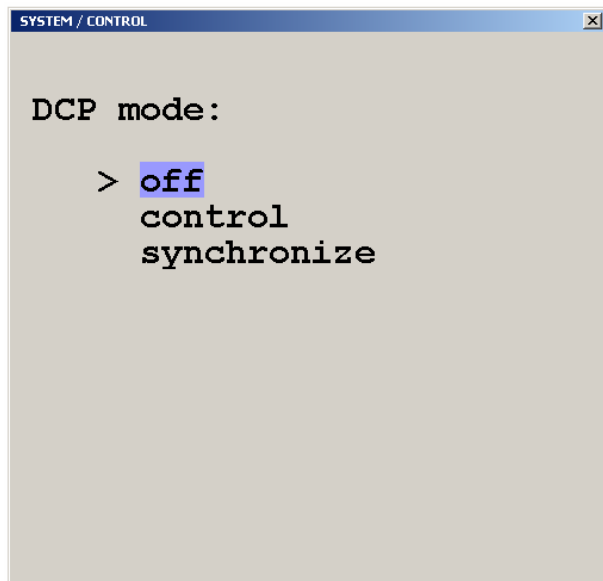 SYSTEM / CONTROL
DCP mode:
> off
control
synchronize